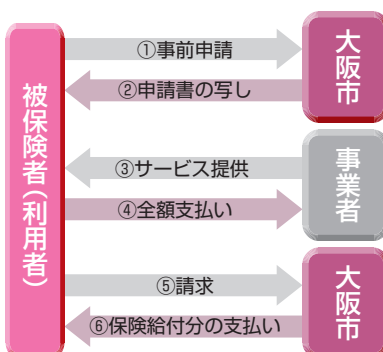 被保険者(利用者)
①事前申請
大阪市
②申請書の写し
③サービス提供
事業者
④全額支払い
⑤請求
大阪市
⑥保険給付分の支払い